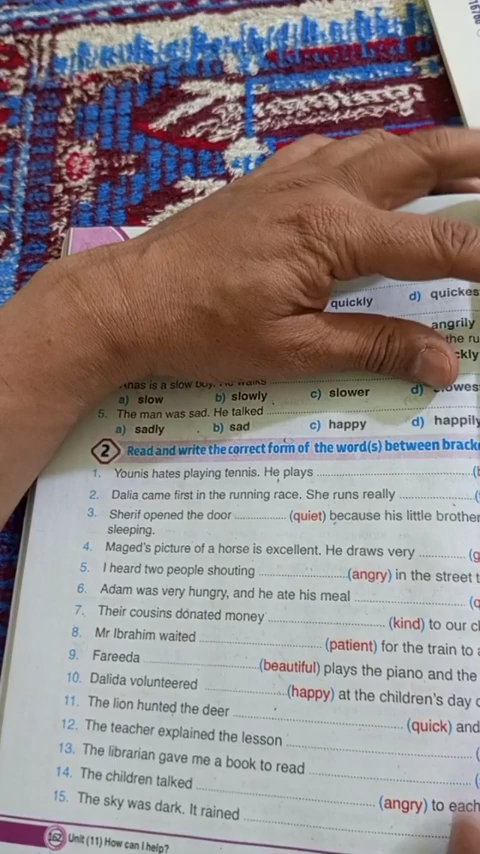 quickly d) quickes
angrily
the ru
ckly
is a slow boy. He walks
a) slow b) slowly c) slower d) slowes
5. The man was sad. He talked ....................
a) sadly b) sad c) happy d) happily
2 Read and write the correct form of the word(s) between brack
1. Younis hates playing tennis. He plays .................... (b
2. Dalia came first in the running race. She runs really .................... (
3. Sherif opened the door .................... (quiet) because his little brother
sleeping.
4. Maged's picture of a horse is excellent. He draws very .................... (g
5. I heard two people shouting .................... (angry) in the street t
6. Adam was very hungry, and he ate his meal .................... (q
7. Their cousins donated money .................... (kind) to our cl
8. Mr Ibrahim waited .................... (patient) for the train to a
9. Fareeda .................... (beautiful) plays the piano and the
10. Dalida volunteered .................... (happy) at the children's day c
11. The lion hunted the deer .................... (quick) and
12. The teacher explained the lesson .................... (
13. The librarian gave me a book to read .................... (
14. The children talked .................... (angry) to each
15. The sky was dark. It rained ....................
162 Unit (11) How can I help?